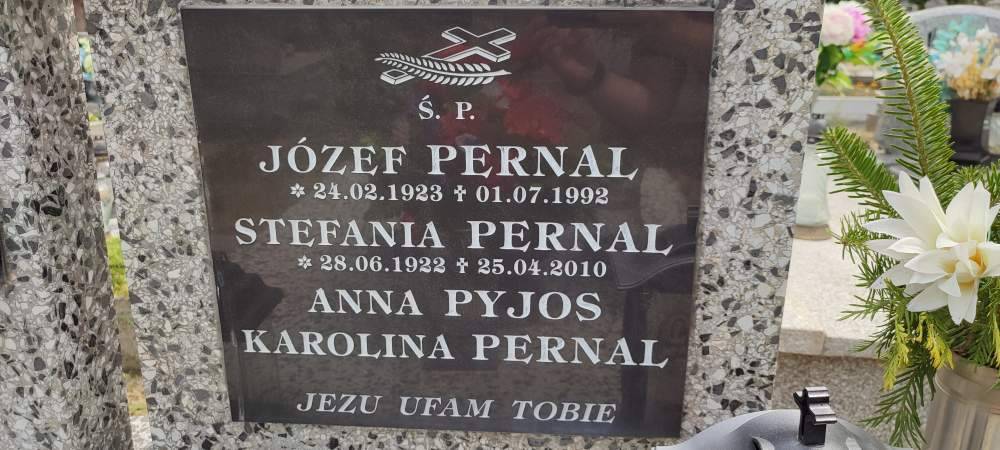 Ś. P.
JÓZEF PERNAL
✲ 24.02.1923 ✝ 01.07.1992
STEFANIA PERNAL
✲ 28.06.1922 ✝ 25.04.2010
ANNA PYJOS
KAROLINA PERNAL
JEZU UFAM TOBIE